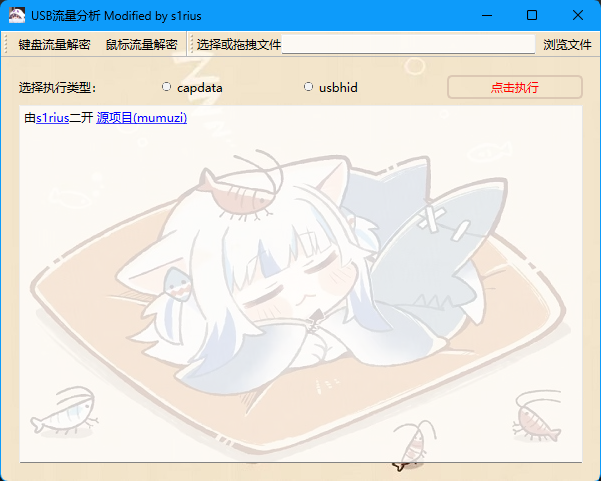 USB流量分析 Modified by s1rius
键盘流量解密 鼠标流量解密 选择或拖拽文件 浏览文件
选择执行类型： capdata usbhid 点击执行
由s1rius二开 源项目(mumuzi)